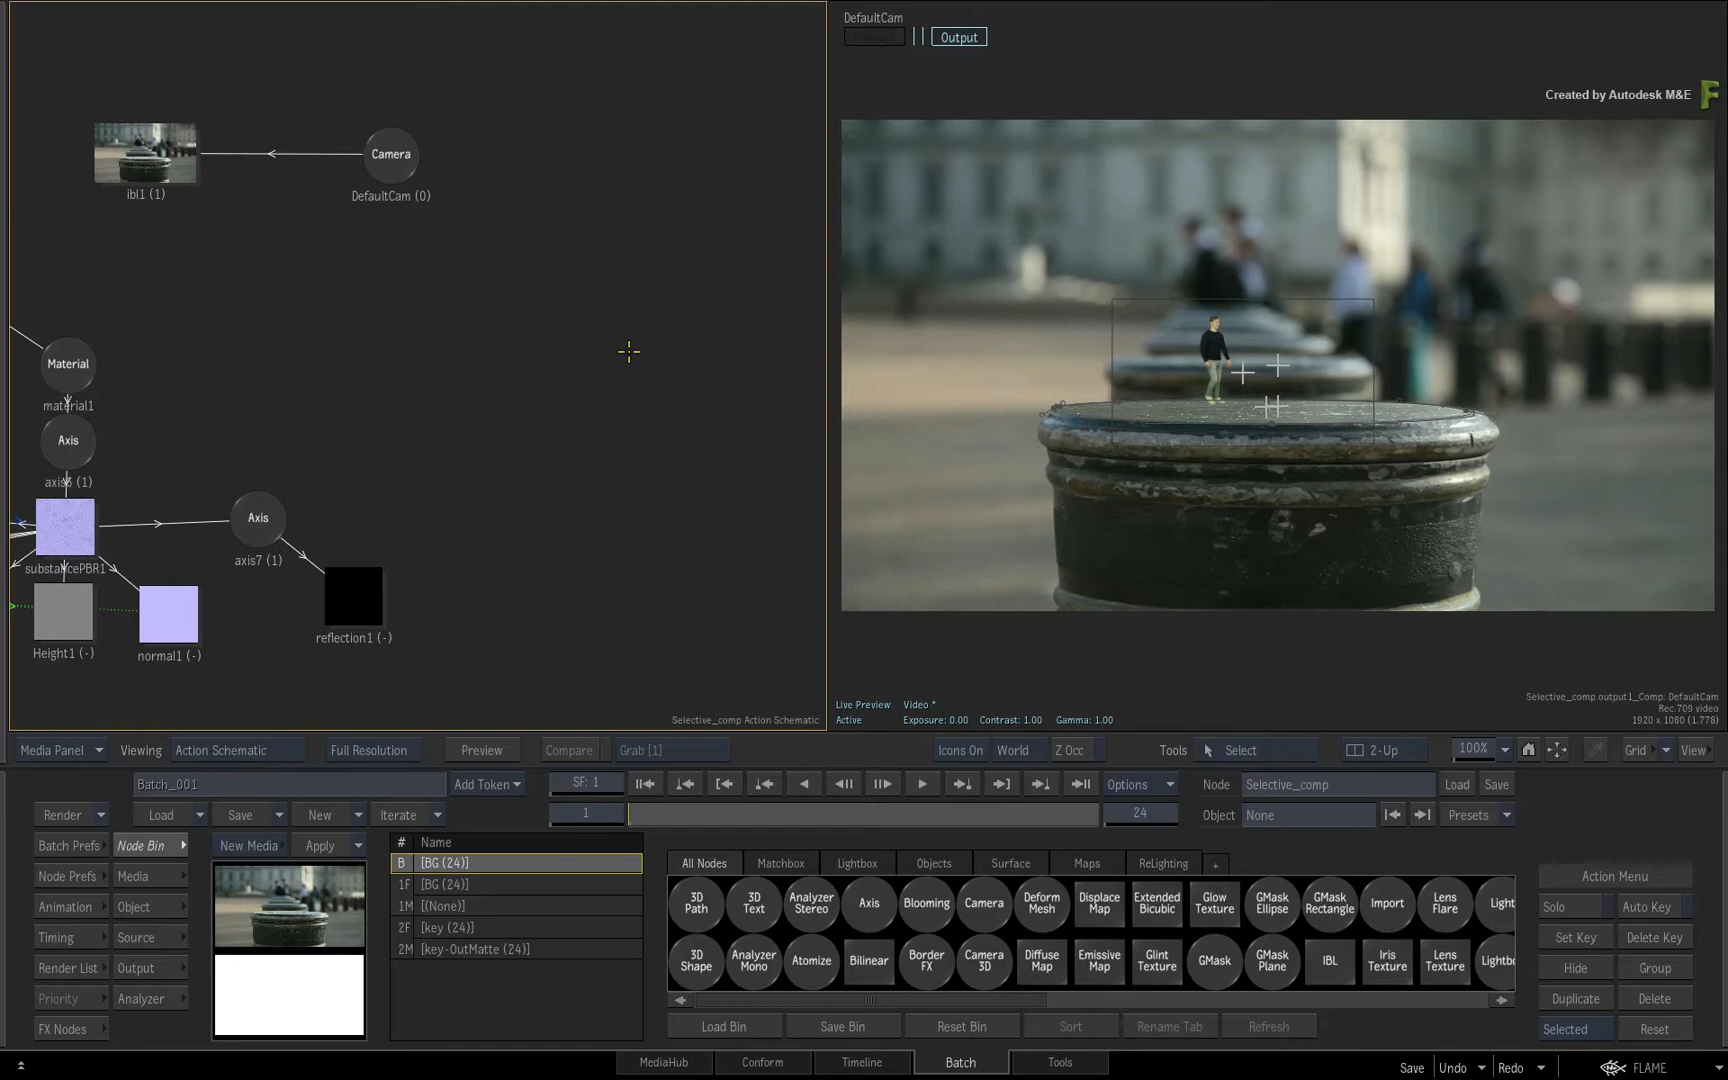 DefaultCam
Output
Created by Autodesk M&E
Camera
ibl1 (1)
DefaultCam (0)
Material
material1
Axis
axis6 (1)
Axis
axis7 (1)
substancePBR1
Height1 (-)
normal1 (-)
reflection1 (-)
Selective_comp Action Schematic
Live Preview Video *
Active Exposure: 0.00 Contrast: 1.00 Gamma: 1.00
Selective_comp output1_Comp: DefaultCam
Rec.709 video
1920 x 1080 (1.778)
Media Panel Viewing Action Schematic Full Resolution Preview Compare Grab [1] Icons On World Z Occ Tools Select 2-Up 100% Grid View
Batch_001 Add Token SF: 1 Options Node Selective_comp Load Save
Render Load Save New Iterate 1 24 Object None Presets
Batch Prefs Node Bin New Media Apply # Name
B [BG (24)] All Nodes Matchbox Lightbox Objects Surface Maps ReLighting +
Node Prefs Media 1F [BG (24)] Action Menu
Animation Object 1M [(None)] Solo Auto Key
Timing Source 2F [key (24)] Set Key Delete Key
Render List Output 2M [key-OutMatte (24)] Hide Group
Priority Analyzer Duplicate Delete
FX Nodes Selected Reset
3D Path
3D Text
Analyzer Stereo
Axis
Blooming
Camera
Deform Mesh
Displace Map
Extended Bicubic
Glow Texture
GMask Ellipse
GMask Rectangle
Import
Lens Flare
Light
3D Shape
Analyzer Mono
Atomize
Bilinear
Border FX
Camera 3D
Diffuse Map
Emissive Map
Glint Texture
GMask
GMask Plane
IBL
Iris Texture
Lens Texture
Lightbo
Load Bin Save Bin Reset Bin Sort Rename Tab Refresh
MediaHub Conform Timeline Batch Tools
Save Undo Redo FLAME